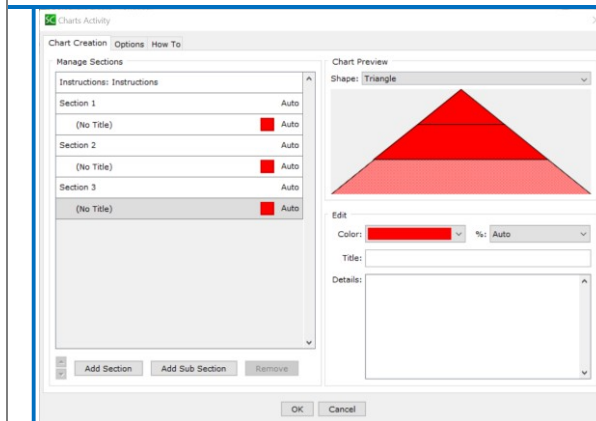 SC Charts Activity
Chart Creation Options How To
Manage Sections
Instructions: Instructions
Section 1 Auto
(No Title) Auto
Section 2 Auto
(No Title) Auto
Section 3 Auto
(No Title) Auto
Add Section Add Sub Section Remove
Chart Preview
Shape: Triangle
Edit
Color: %: Auto
Title:
Details:
OK Cancel